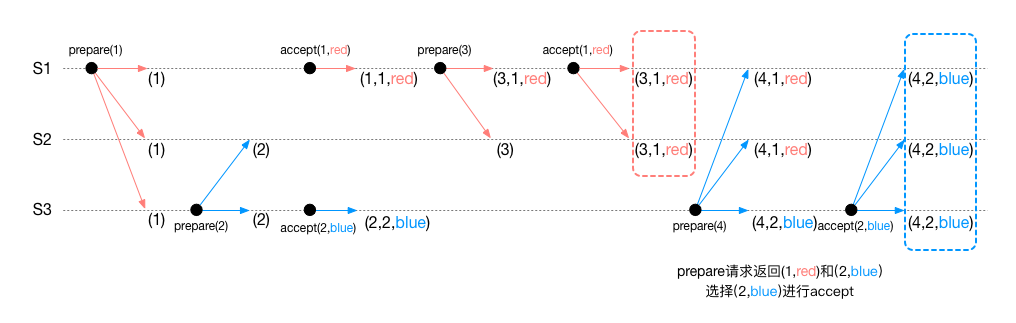 prepare(1)
accept(1,red)
prepare(3)
accept(1,red)
S1
(1)
(1,1,red)
(3,1,red)
(3,1,red)
(4,1,red)
(4,2,blue)
S2
(1)
(2)
(3)
(3,1,red)
(4,1,red)
(4,2,blue)
S3
(1)
(2)
(2,2,blue)
(4,2,blue)
(4,2,blue)
prepare(2)
accept(2,blue)
prepare(4)
accept(2,blue)
prepare请求返回(1,red)和(2,blue)
选择(2,blue)进行accept